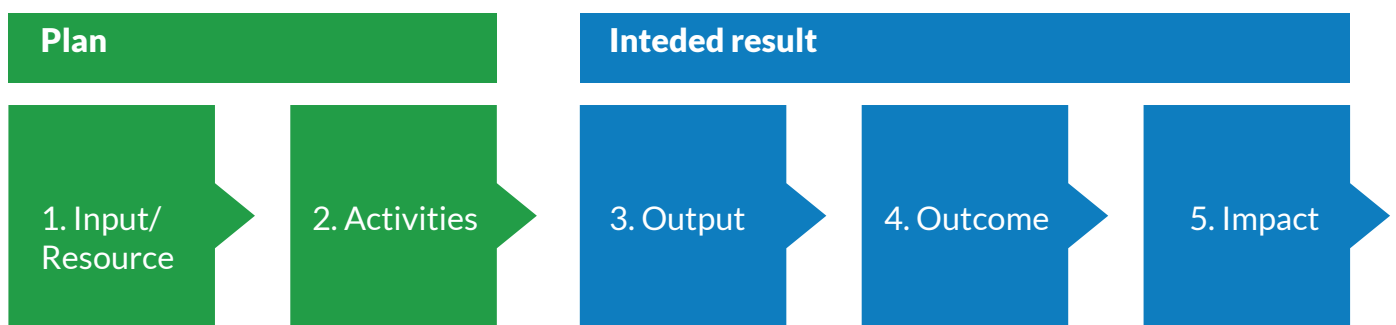 Plan
Inteded result
1. Input/
Resource
2. Activities
3. Output
4. Outcome
5. Impact